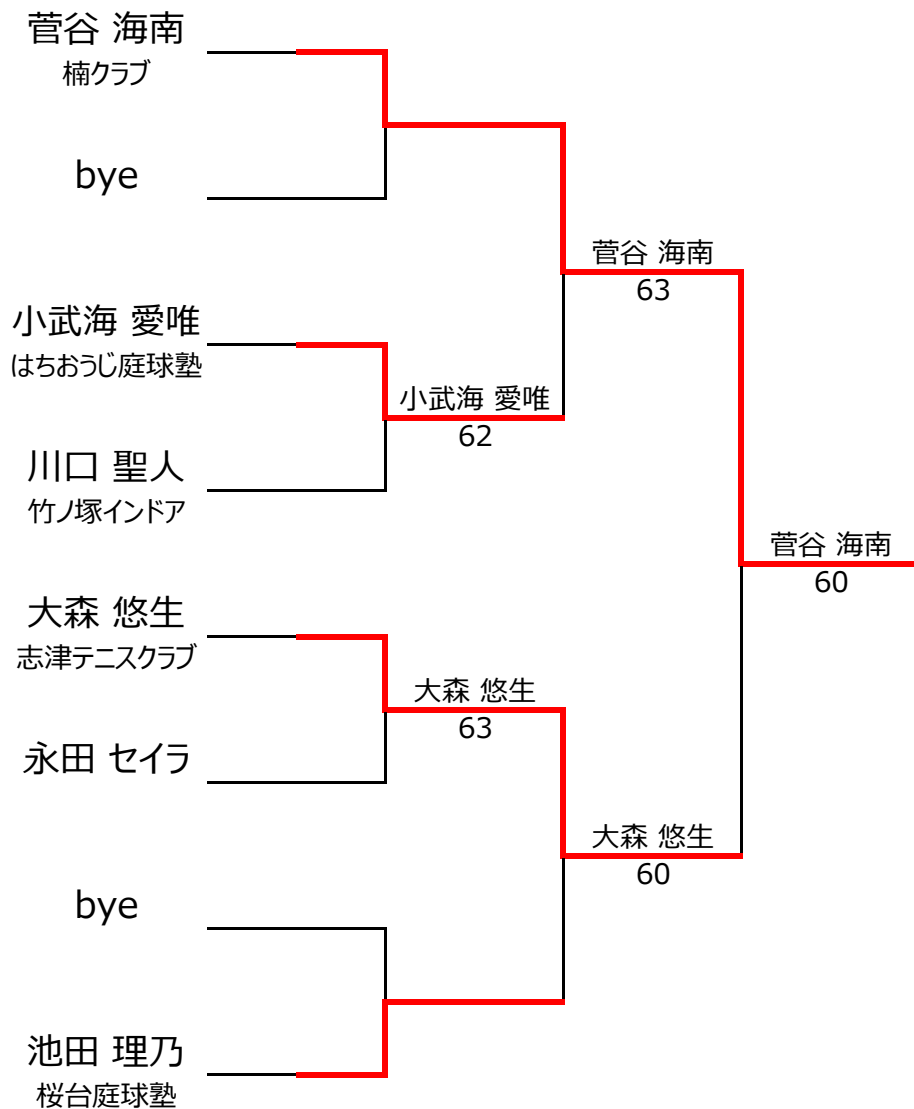 菅谷 海南
楠クラブ
bye
菅谷 海南
63
小武海 愛唯
はちおうじ庭球塾
小武海 愛唯
62
川口 聖人
竹ノ塚インドア
菅谷 海南
60
大森 悠生
志津テニスクラブ
大森 悠生
63
永田 セイラ
大森 悠生
60
bye
池田 理乃
桜台庭球塾